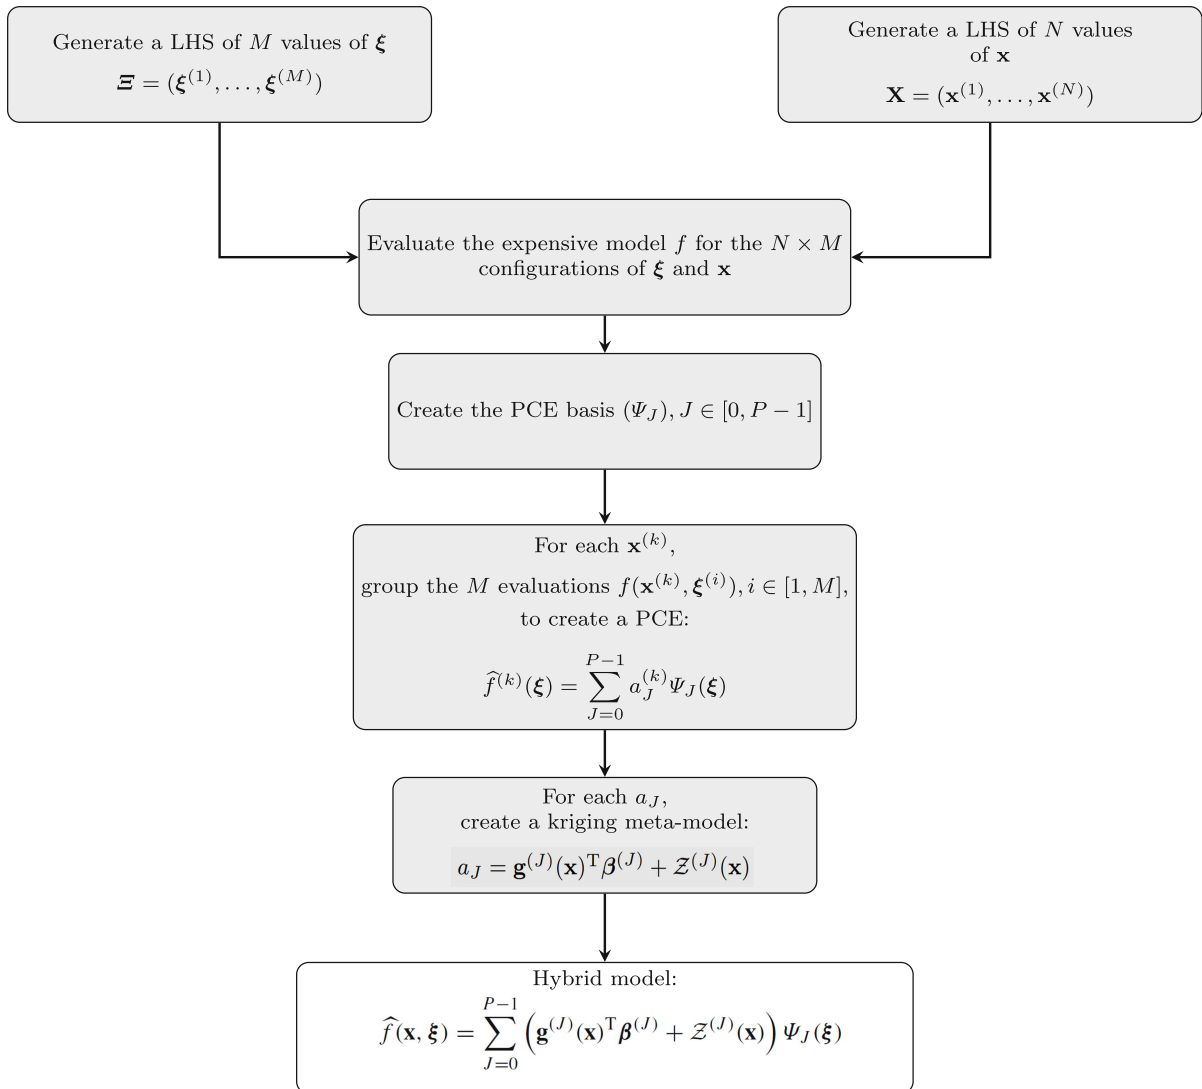 Generate a LHS of M values of ξ
Ξ = (ξ^(1), . . . , ξ^(M))
Generate a LHS of N values
of x
X = (x^(1), . . . , x^(N))
Evaluate the expensive model f for the N × M
configurations of ξ and x
Create the PCE basis (Ψ_J), J ∈ [0, P − 1]
For each x^(k),
group the M evaluations f(x^(k), ξ^(i)), i ∈ [1, M],
to create a PCE:
f̂^(k)(ξ) = ∑_{J=0}^{P−1} a_J^(k) Ψ_J(ξ)
For each a_J,
create a kriging meta-model:
a_J = g^(J)(x)^T β^(J) + Z^(J)(x)
Hybrid model:
f̂(x, ξ) = ∑_{J=0}^{P−1} (g^(J)(x)^T β^(J) + Z^(J)(x)) Ψ_J(ξ)